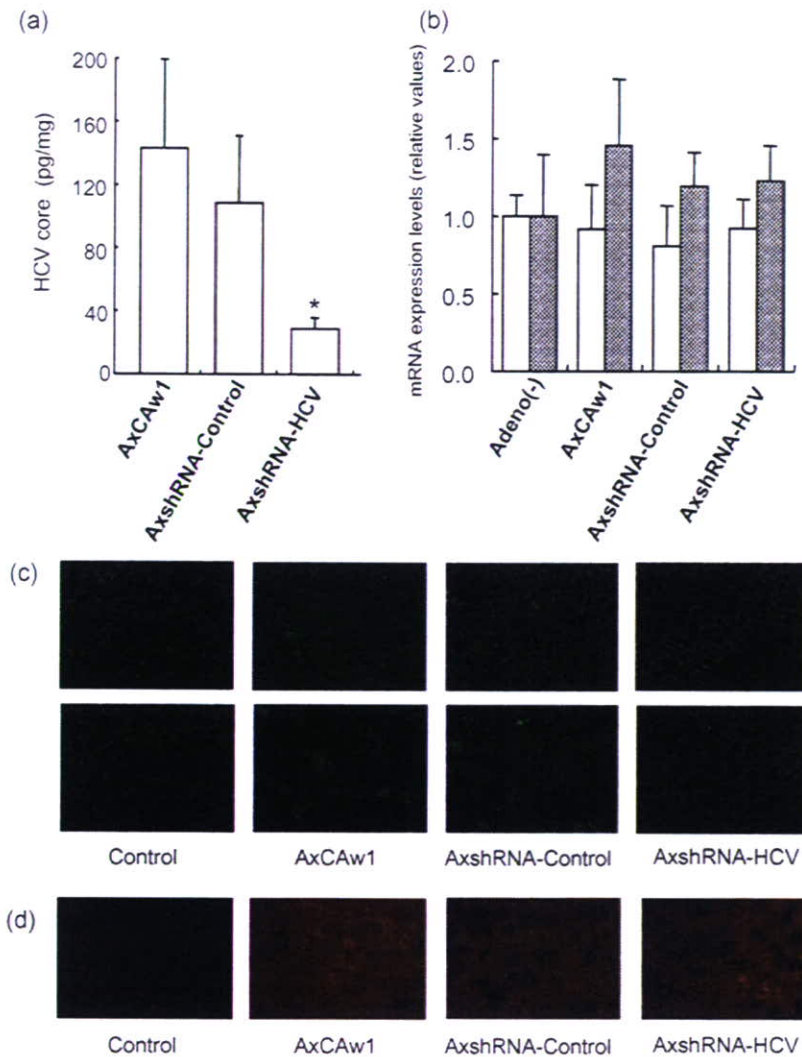 (a)
HCV core (pg/mg)
200
160
120
80
40
0
*
AxCAw1
AxshRNA-Control
AxshRNA-HCV
(b)
mRNA expression levels (relative values)
2.0
1.5
1.0
0.5
0.0
Adeno(-)
AxCAw1
AxshRNA-Control
AxshRNA-HCV
(c)
Control
AxCAw1
AxshRNA-Control
AxshRNA-HCV
(d)
Control
AxCAw1
AxshRNA-Control
AxshRNA-HCV